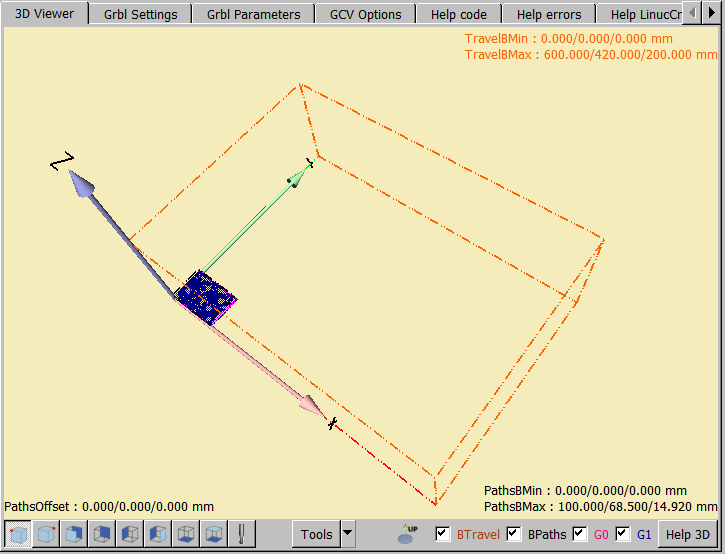 3D Viewer Grbl Settings Grbl Parameters GCV Options Help code Help errors Help LinucCr
TravelBMin : 0.000/0.000/0.000 mm
TravelBMax : 600.000/420.000/200.000 mm
Z
Y
X
PathsBMin : 0.000/0.000/0.000 mm
PathsOffset : 0.000/0.000/0.000 mm PathsBMax : 100.000/68.500/14.920 mm
Tools UP BTravel BPaths G0 G1 Help 3D